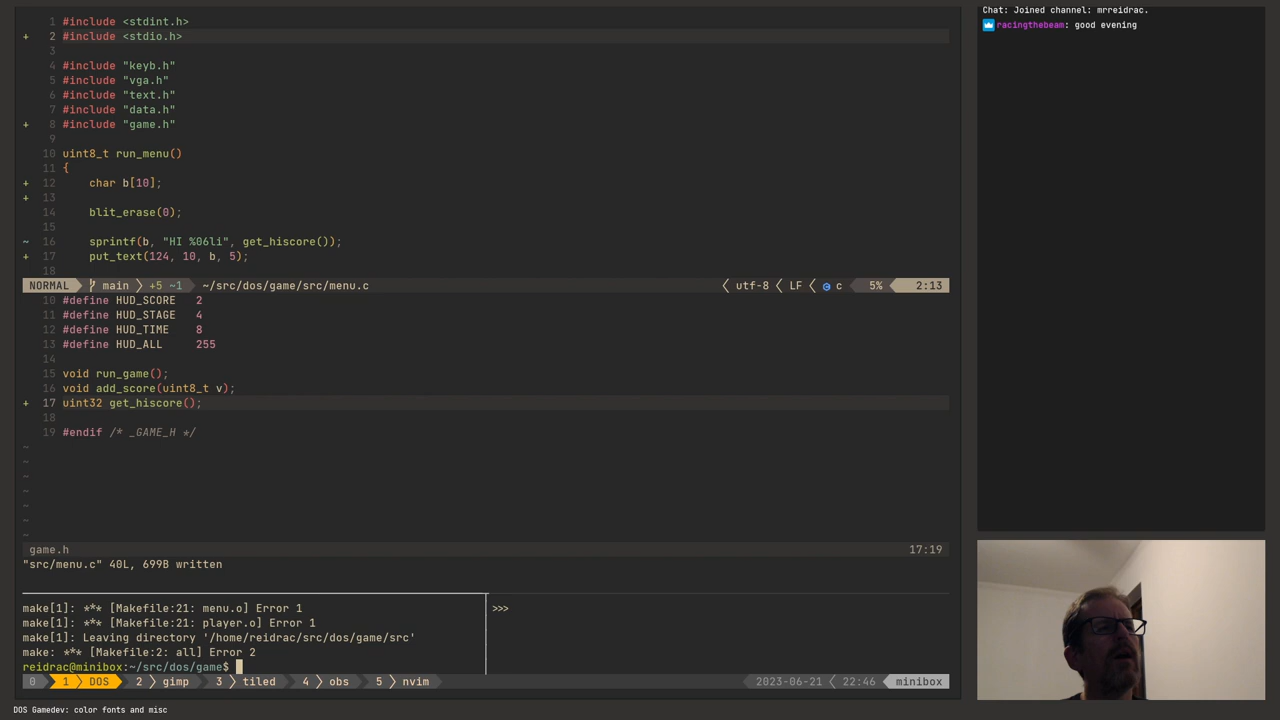 1 #include <stdint.h>
+ 2 #include <stdio.h>
3
4 #include "keyb.h"
5 #include "vga.h"
6 #include "text.h"
7 #include "data.h"
+ 8 #include "game.h"
9
10 uint8_t run_menu()
11 {
+ 12 char b[10];
+ 13
14 blit_erase(0);
15
~ 16 sprintf(b, "HI %06li", get_hiscore());
+ 17 put_text(124, 10, b, 5);
18
NORMAL main +5 ~1 ~/src/dos/game/src/menu.c utf-8 LF c 5% 2:13
10 #define HUD_SCORE 2
11 #define HUD_STAGE 4
12 #define HUD_TIME 8
13 #define HUD_ALL 255
14
15 void run_game();
16 void add_score(uint8_t v);
+ 17 uint32 get_hiscore();
18
19 #endif /* _GAME_H */
~
~
~
~
~
~
~
game.h 17:19
"src/menu.c" 40L, 699B written
make[1]: *** [Makefile:21: menu.o] Error 1
make[1]: *** [Makefile:21: player.o] Error 1
make[1]: Leaving directory '/home/reidrac/src/dos/game/src'
make: *** [Makefile:2: all] Error 2
reidrac@minibox:~/src/dos/game$
>>>
0 1 DOS 2 gimp 3 tiled 4 obs 5 nvim 2023-06-21 22:46 minibox
DOS Gamedev: color fonts and misc
Chat: Joined channel: mrreidrac.
racingthebeam: good evening